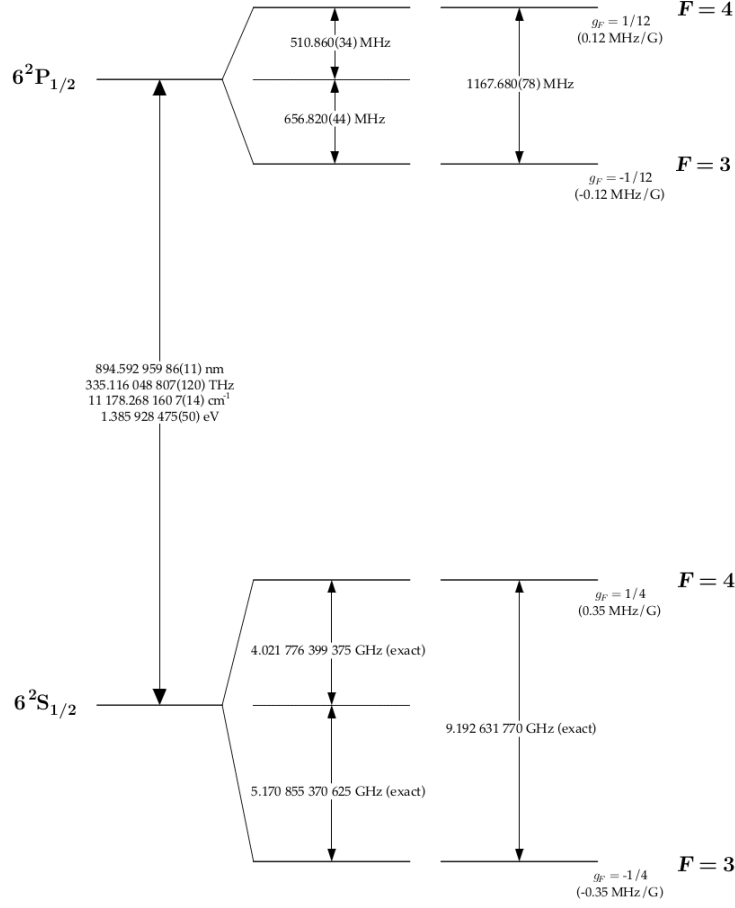 F = 4
g_F = 1/12
(0.12 MHz/G)
510.860(34) MHz
6²P₁/₂
1167.680(78) MHz
656.820(44) MHz
F = 3
g_F = -1/12
(-0.12 MHz/G)
894.592 959 86(11) nm
335.116 048 807(120) THz
11 178.268 160 7(14) cm⁻¹
1.385 928 475(50) eV
F = 4
g_F = 1/4
(0.35 MHz/G)
4.021 776 399 375 GHz (exact)
6²S₁/₂
9.192 631 770 GHz (exact)
5.170 855 370 625 GHz (exact)
F = 3
g_F = -1/4
(-0.35 MHz/G)